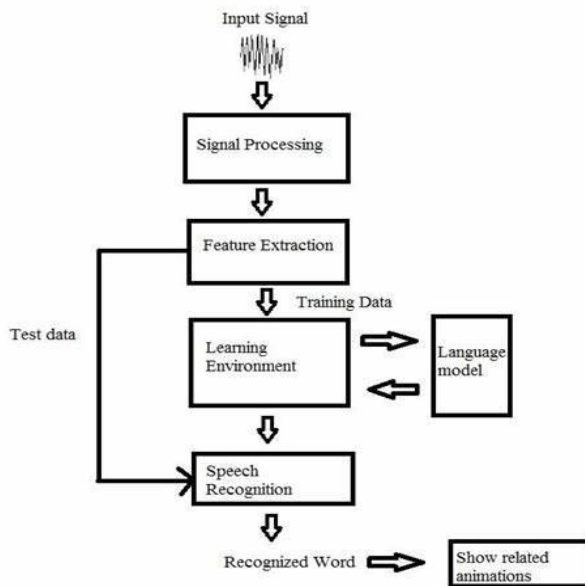 Input Signal
Signal Processing
Feature Extraction
Training Data
Test data
Learning
Environment
Language
model
Speech
Recognition
Recognized Word
Show related
animations